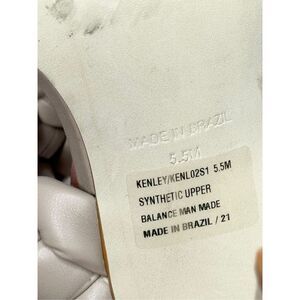 MADE IN BRAZIL
5.5M
KENLEY/KENL02S1 5.5M
SYNTHETIC UPPER
BALANCE MAN MADE
MADE IN BRAZIL / 21